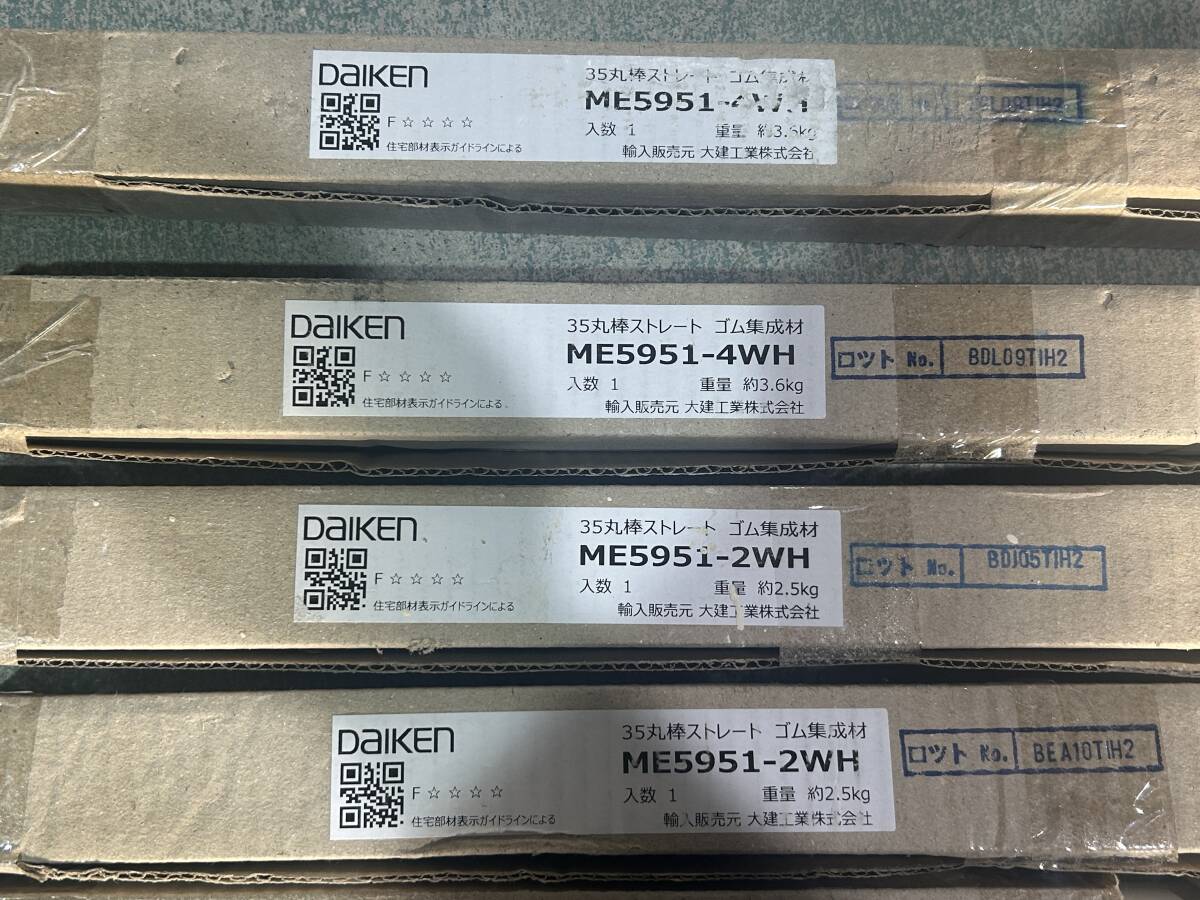 DAIKEN
35丸棒ストレート ゴム集成材
ME5951-4WH
F☆☆☆☆
入数 1 重量 約3.6kg
住宅部材表示ガイドラインによる
輸入販売元 大建工業株式会社
DAIKEN
35丸棒ストレート ゴム集成材
ME5951-4WH
F☆☆☆☆
入数 1 重量 約3.6kg
住宅部材表示ガイドラインによる
輸入販売元 大建工業株式会社
ロツト No. BDL09TIH2
DAIKEN
35丸棒ストレート ゴム集成材
ME5951-2WH
F☆☆☆☆
入数 1 重量 約2.5kg
住宅部材表示ガイドラインによる
輸入販売元 大建工業株式会社
ロツト No. BDJ05TIH2
DAIKEN
35丸棒ストレート ゴム集成材
ME5951-2WH
F☆☆☆☆
入数 1 重量 約2.5kg
住宅部材表示ガイドラインによる
輸入販売元 大建工業株式会社
ロツト No. BEA10TIH2